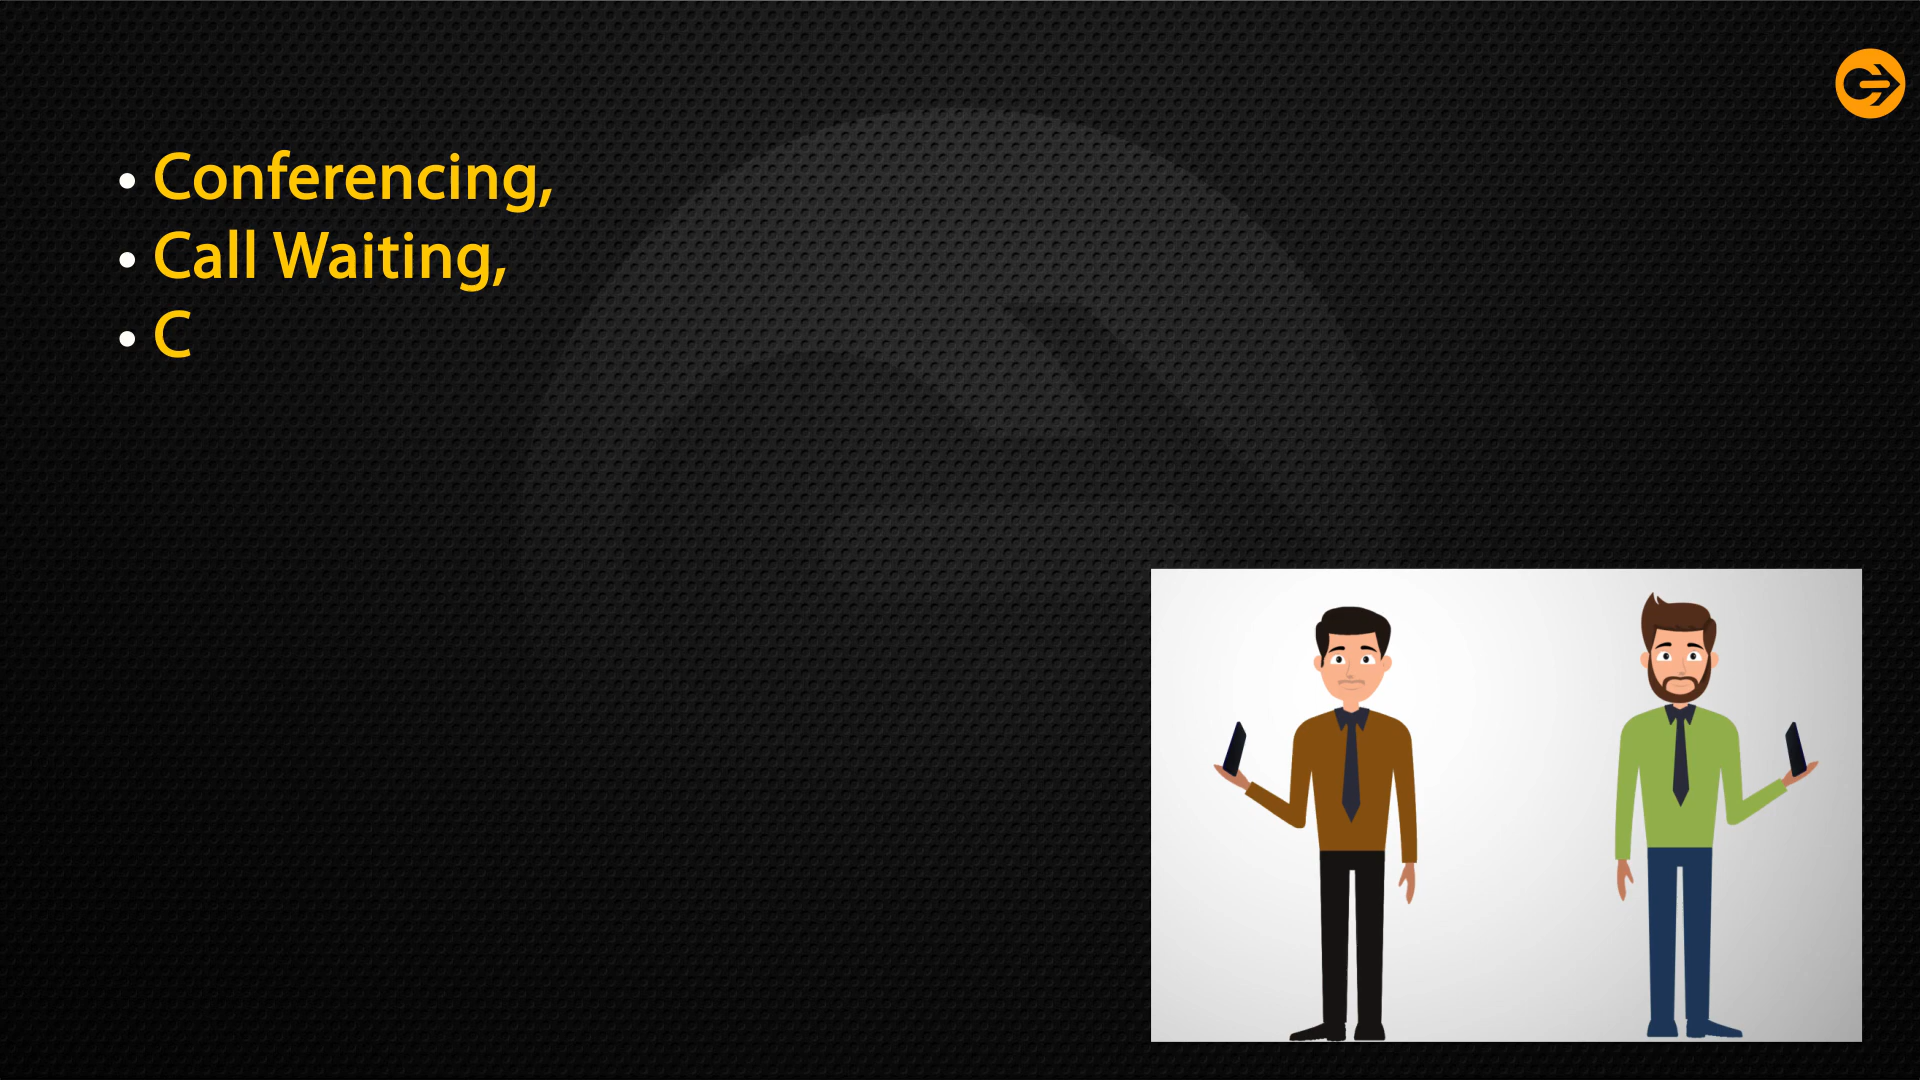 • Conferencing,
• Call Waiting,
• C